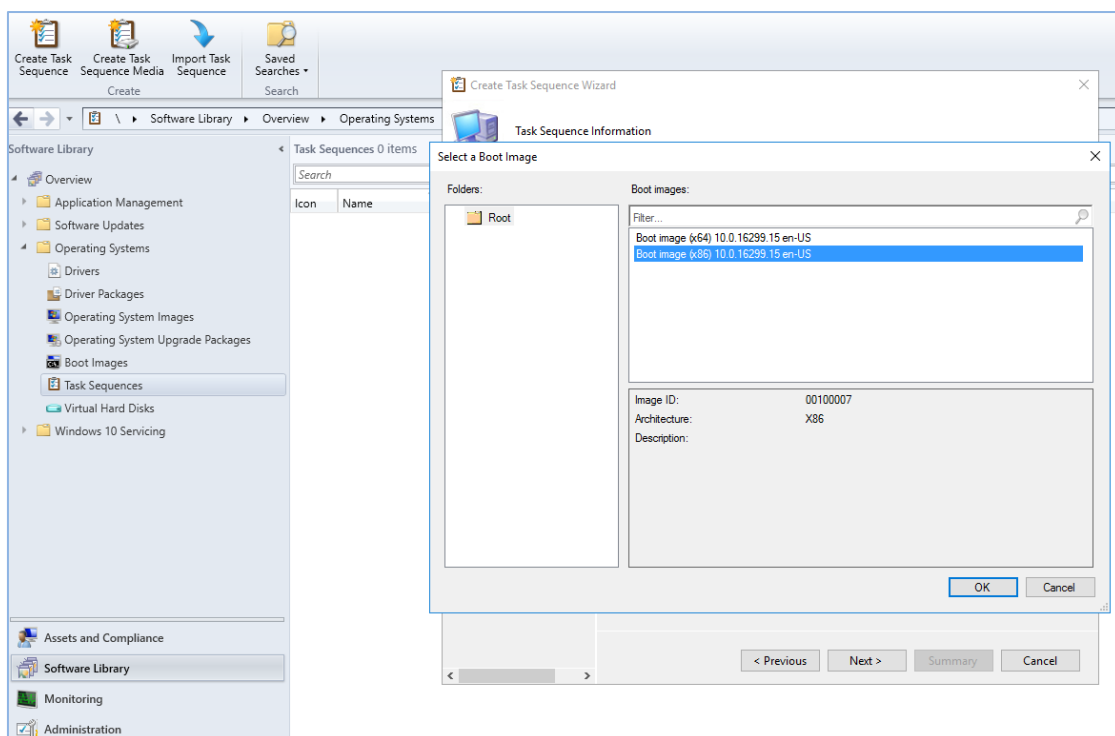 Create Task Sequence
Create Task Sequence Media
Import Task Sequence
Saved Searches
Create
Search
\ Software Library Overview Operating Systems
Software Library
Overview
Application Management
Software Updates
Operating Systems
Drivers
Driver Packages
Operating System Images
Operating System Upgrade Packages
Boot Images
Task Sequences
Virtual Hard Disks
Windows 10 Servicing
Assets and Compliance
Software Library
Monitoring
Administration
Task Sequences 0 items
Search
Icon Name
Create Task Sequence Wizard
Task Sequence Information
Select a Boot Image
Folders:
Root
Boot images:
Filter...
Boot image (x64) 10.0.16299.15 en-US
Boot image (x86) 10.0.16299.15 en-US
Image ID: 00100007
Architecture: X86
Description:
OK Cancel
< Previous Next > Summary Cancel